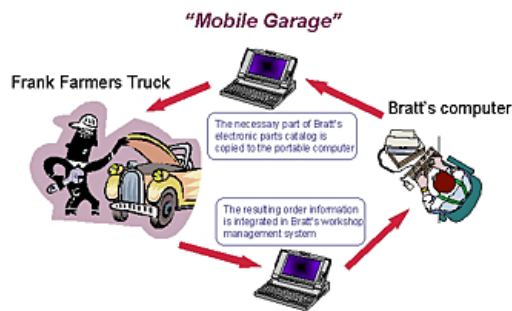 "Mobile Garage"
Frank Farmers Truck
Bratt's computer
The necessary part of Bratt's
electronic parts catalog is
copied to the portable computer
The resulting order information
is integrated in Bratt's workshop
management system